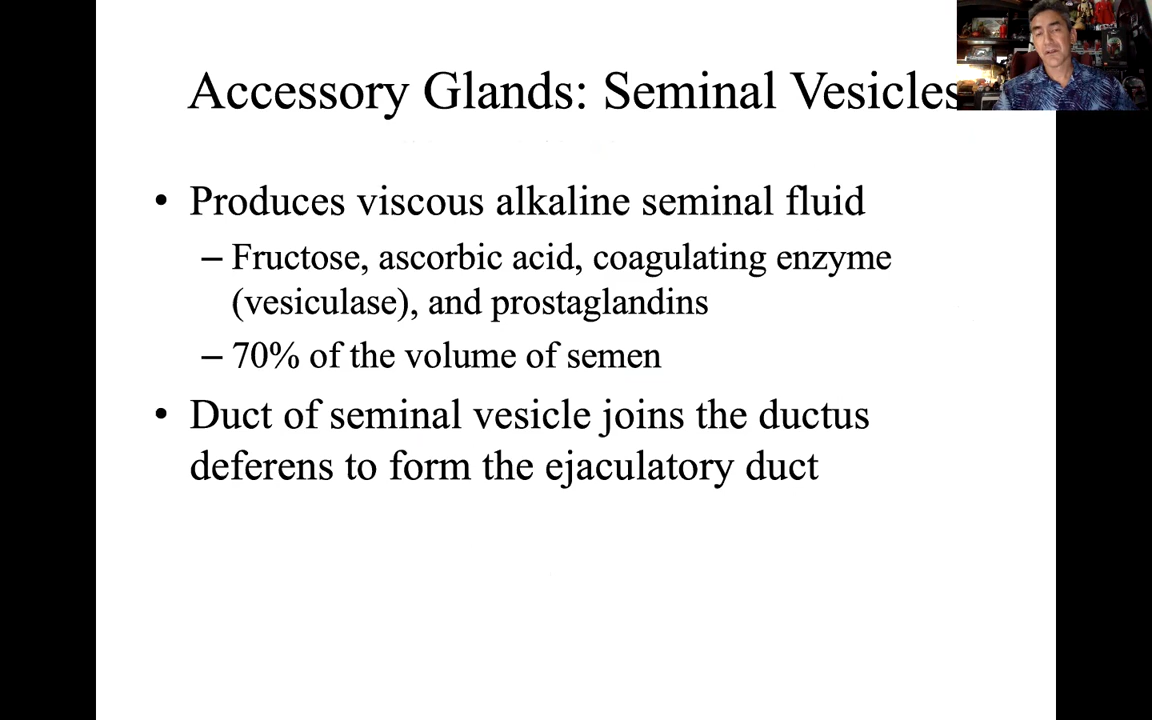 Accessory Glands: Seminal Vesicles
• Produces viscous alkaline seminal fluid
– Fructose, ascorbic acid, coagulating enzyme
(vesiculase), and prostaglandins
– 70% of the volume of semen
• Duct of seminal vesicle joins the ductus
deferens to form the ejaculatory duct